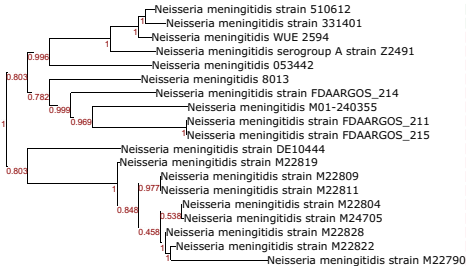 Neisseria meningitidis strain 510612
1
Neisseria meningitidis strain 331401
1
Neisseria meningitidis WUE 2594
1
Neisseria meningitidis serogroup A strain Z2491
0.996
Neisseria meningitidis 053442
0.803
Neisseria meningitidis 8013
0.782
Neisseria meningitidis strain FDAARGOS_214
0.999
Neisseria meningitidis M01-240355
0.969
Neisseria meningitidis strain FDAARGOS_211
1
Neisseria meningitidis strain FDAARGOS_215
1
Neisseria meningitidis strain DE10444
0.803
Neisseria meningitidis strain M22819
1
Neisseria meningitidis strain M22809
0.977
Neisseria meningitidis strain M22811
0.848
Neisseria meningitidis strain M22804
0.538
Neisseria meningitidis strain M24705
0.458
Neisseria meningitidis strain M22828
1
Neisseria meningitidis strain M22822
1
Neisseria meningitidis strain M22790